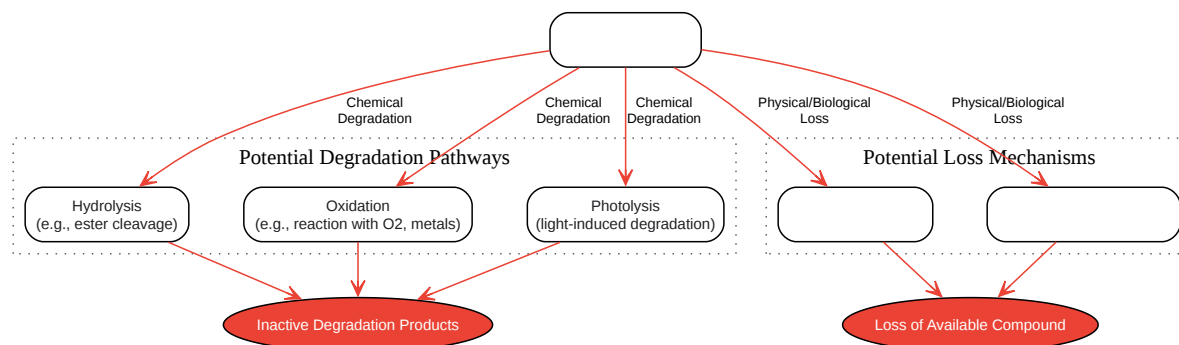 Chemical
Degradation
Chemical
Degradation
Chemical
Degradation
Physical/Biological
Loss
Physical/Biological
Loss
Potential Degradation Pathways
Potential Loss Mechanisms
Hydrolysis
(e.g., ester cleavage)
Oxidation
(e.g., reaction with O2, metals)
Photolysis
(light-induced degradation)
Inactive Degradation Products
Loss of Available Compound